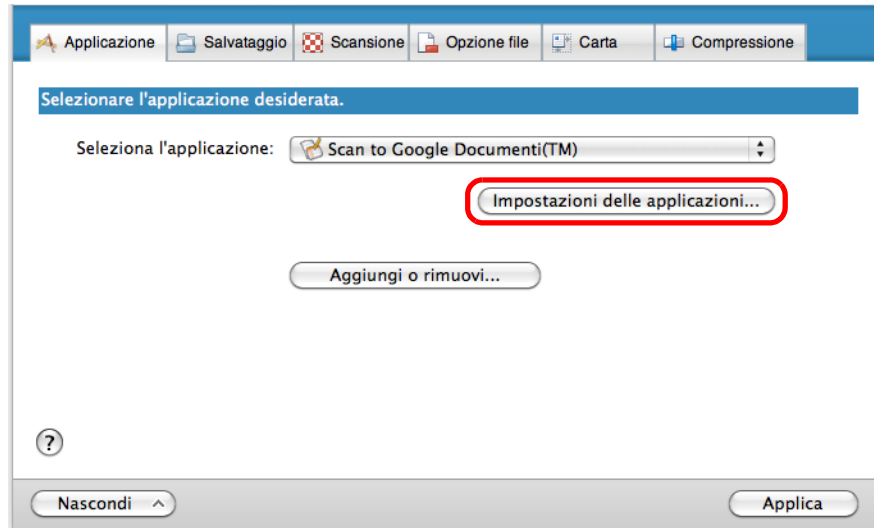 Applicazione Salvataggio Scansione Opzione file Carta Compressione
Selezionare l'applicazione desiderata.
Seleziona l'applicazione: Scan to Google Documenti(TM)
Impostazioni delle applicazioni...
Aggiungi o rimuovi...
?
Nascondi Applica